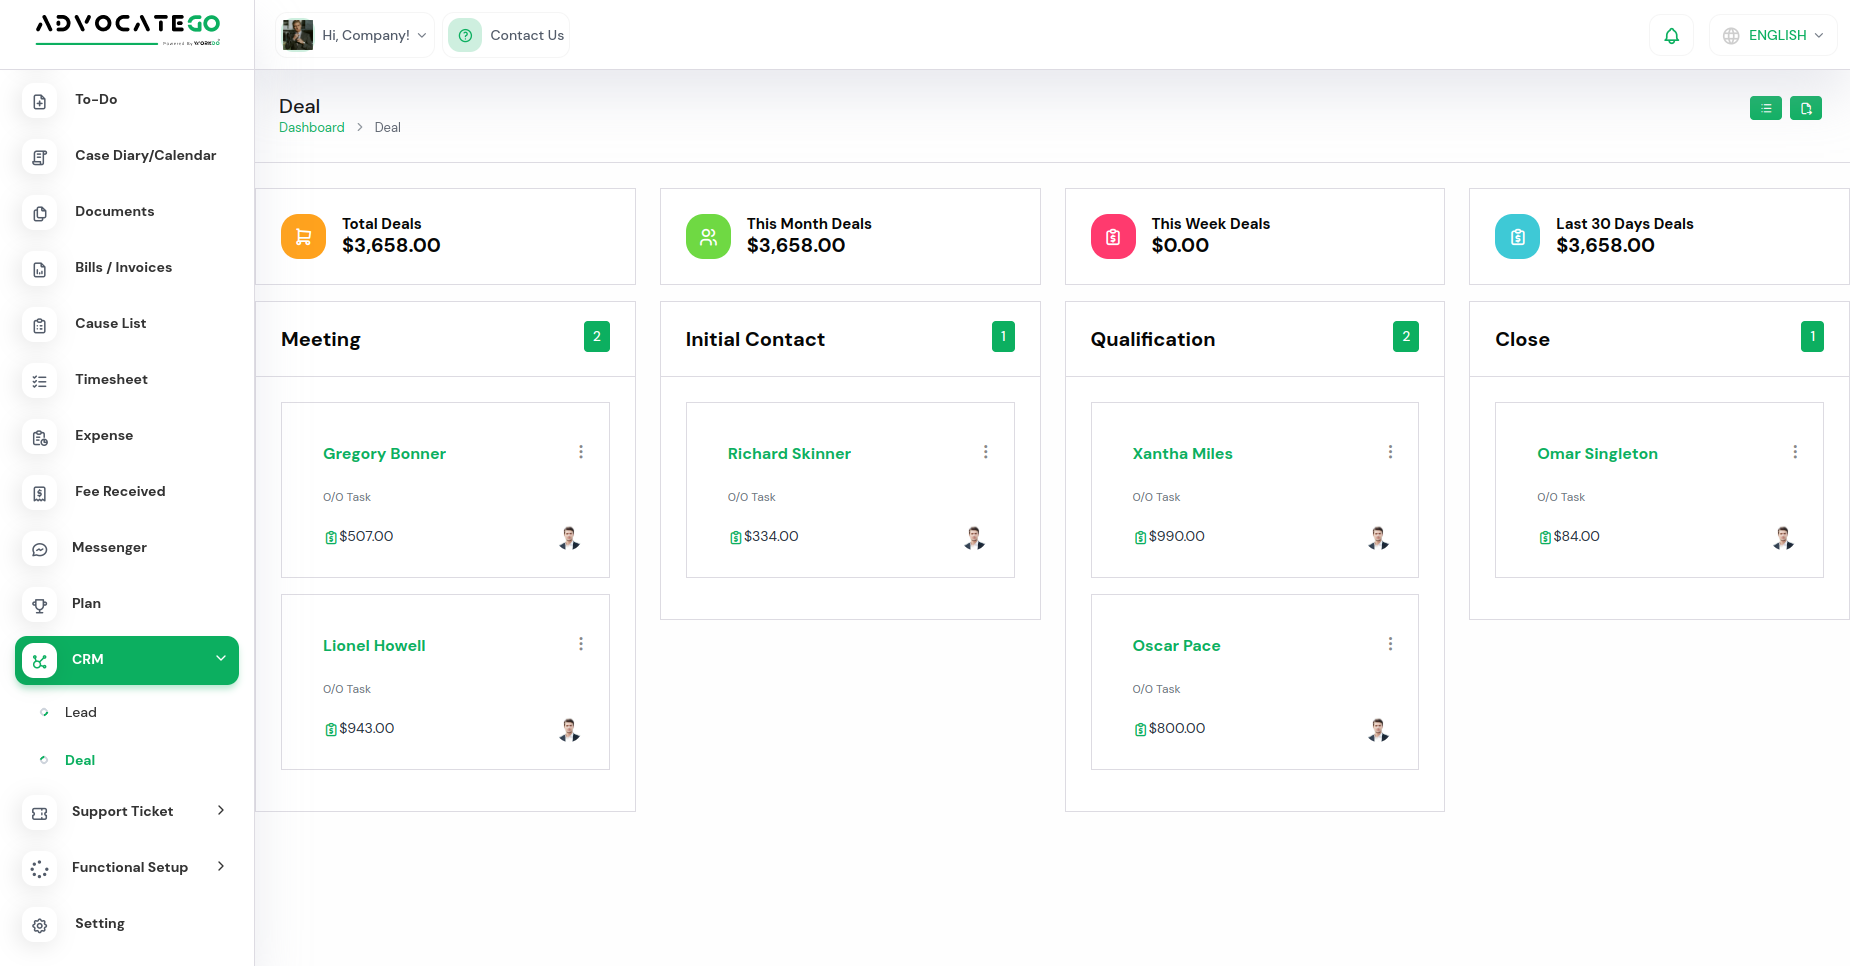 ADVOCATEGO
Powered By WORKDO
Hi, Company!
Contact Us
ENGLISH
To-Do
Case Diary/Calendar
Documents
Bills / Invoices
Cause List
Timesheet
Expense
Fee Received
Messenger
Plan
CRM
Lead
Deal
Support Ticket
Functional Setup
Setting
Deal
Dashboard
Deal
Total Deals
$3,658.00
This Month Deals
$3,658.00
This Week Deals
$0.00
Last 30 Days Deals
$3,658.00
Meeting
2
Gregory Bonner
0/0 Task
$507.00
Lionel Howell
0/0 Task
$943.00
Initial Contact
1
Richard Skinner
0/0 Task
$334.00
Qualification
2
Xantha Miles
0/0 Task
$990.00
Oscar Pace
0/0 Task
$800.00
Close
1
Omar Singleton
0/0 Task
$84.00